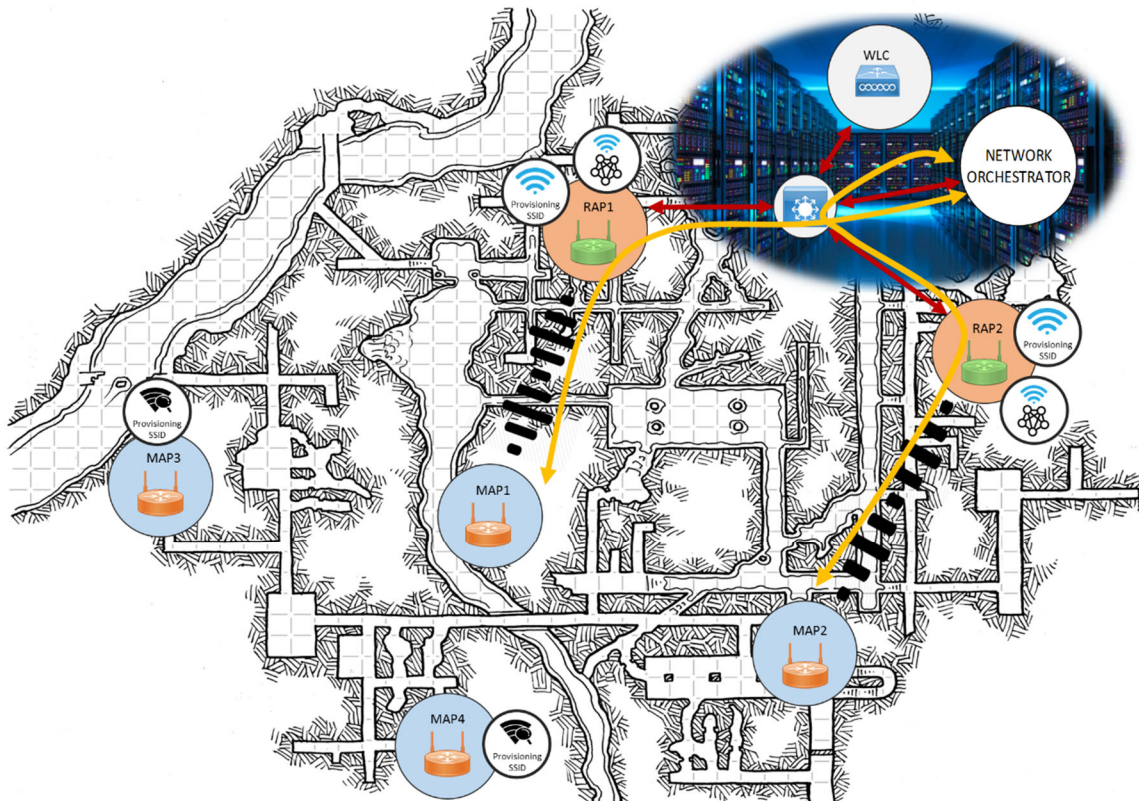 WLC
NETWORK
ORCHESTRATOR
Provisioning
SSID
RAP1
RAP2
Provisioning
SSID
Provisioning
SSID
MAP3
MAP1
MAP2
MAP4
Provisioning
SSID